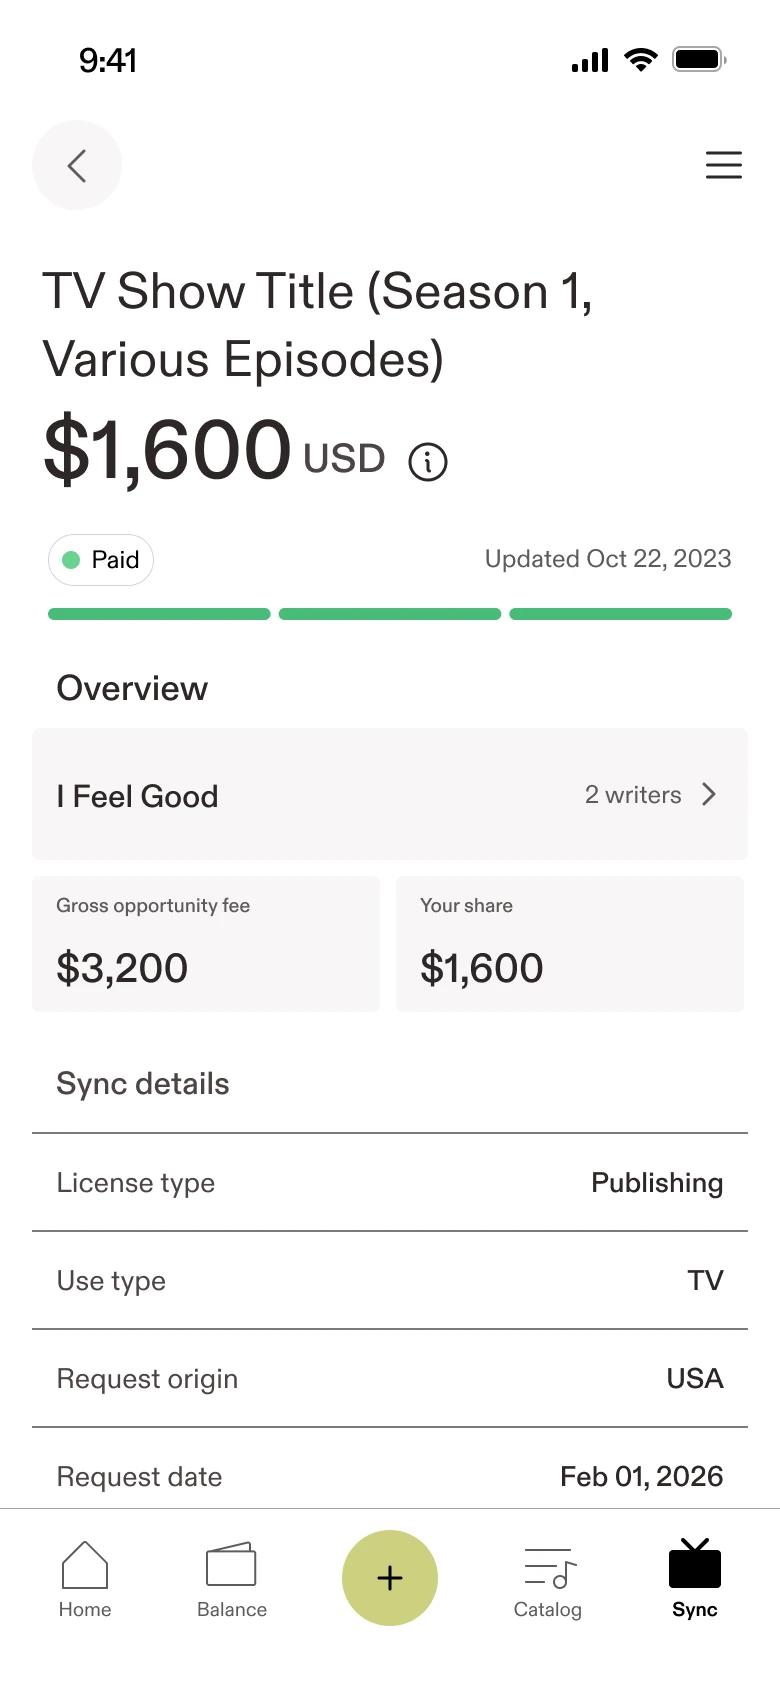 9:41
TV Show Title (Season 1,
Various Episodes)
$1,600 USD
Paid
Updated Oct 22, 2023
Overview
I Feel Good
2 writers
Gross opportunity fee
Your share
$3,200
$1,600
Sync details
License type
Publishing
Use type
TV
Request origin
USA
Request date
Feb 01, 2026
Home
Balance
Catalog
Sync